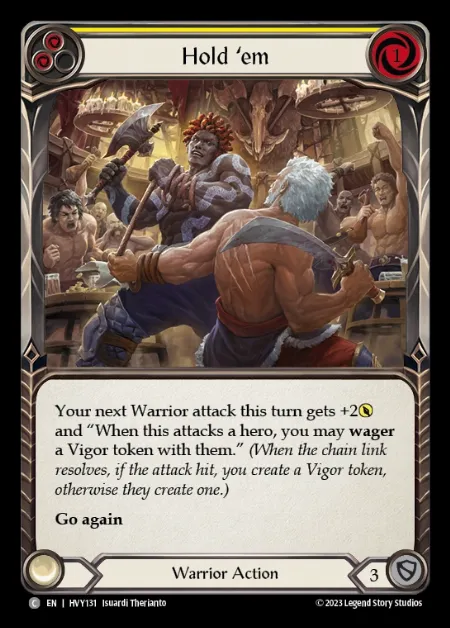 1
Hold ‘em
Your next Warrior attack this turn gets +2
and “When this attacks a hero, you may wager
a Vigor token with them.” (When the chain link
resolves, if the attack hit, you create a Vigor token,
otherwise they create one.)
Go again
Warrior Action
3
C EN | HVY131 Isuardi Therianto
© 2023 Legend Story Studios